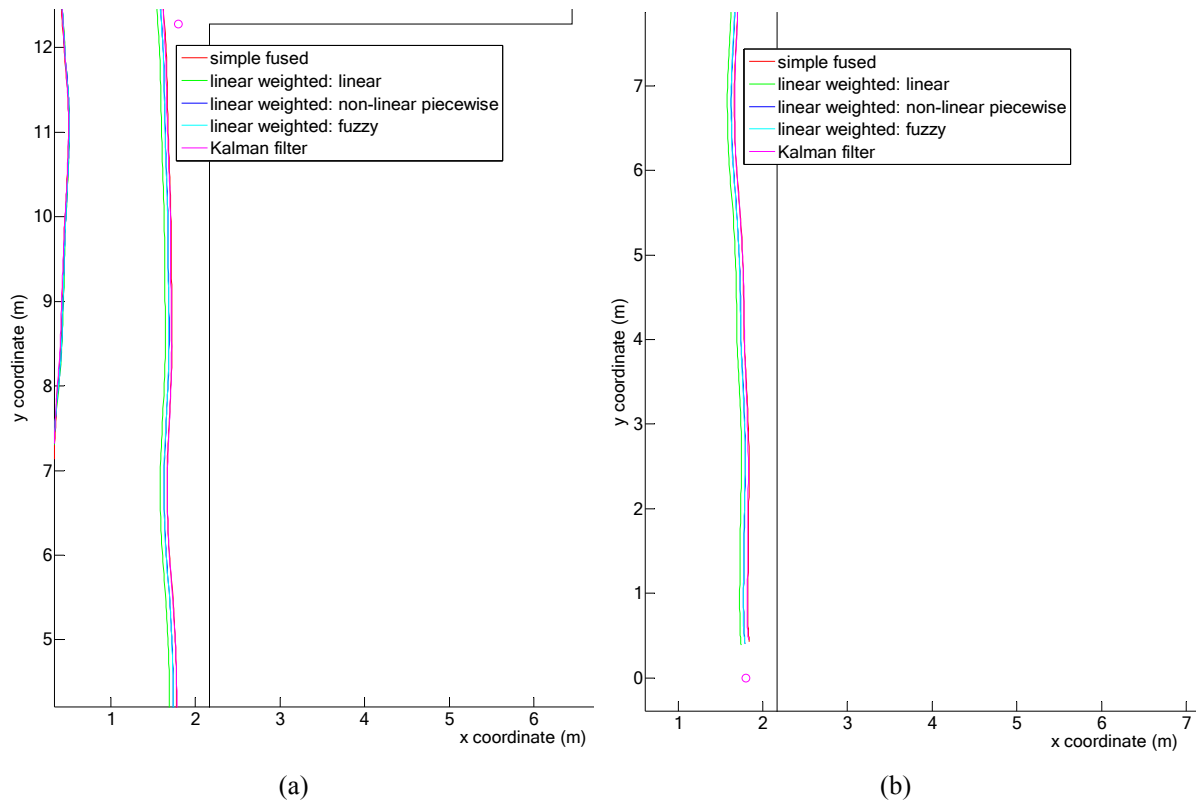 12
11
10
9
8
7
6
5
y coordinate (m)
simple fused
linear weighted: linear
linear weighted: non-linear piecewise
linear weighted: fuzzy
Kalman filter
1 2 3 4 5 6
x coordinate (m)
(a)
7
6
5
4
3
2
1
0
y coordinate (m)
simple fused
linear weighted: linear
linear weighted: non-linear piecewise
linear weighted: fuzzy
Kalman filter
1 2 3 4 5 6 7
x coordinate (m)
(b)